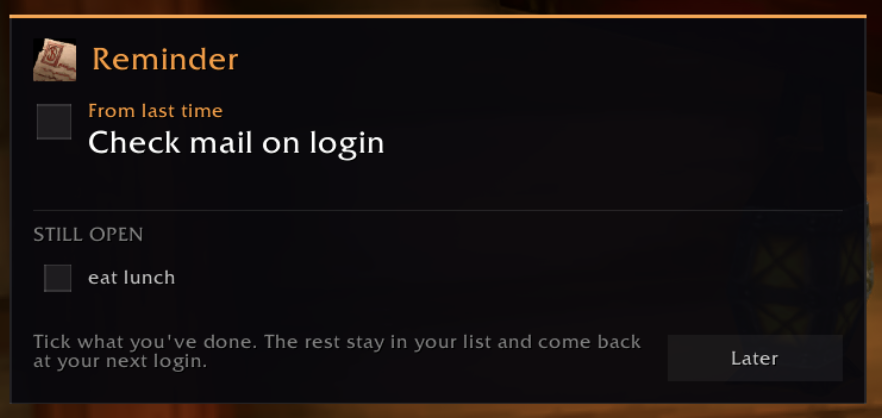 Reminder
From last time
Check mail on login
STILL OPEN
eat lunch
Tick what you've done. The rest stay in your list and come back
at your next login.
Later